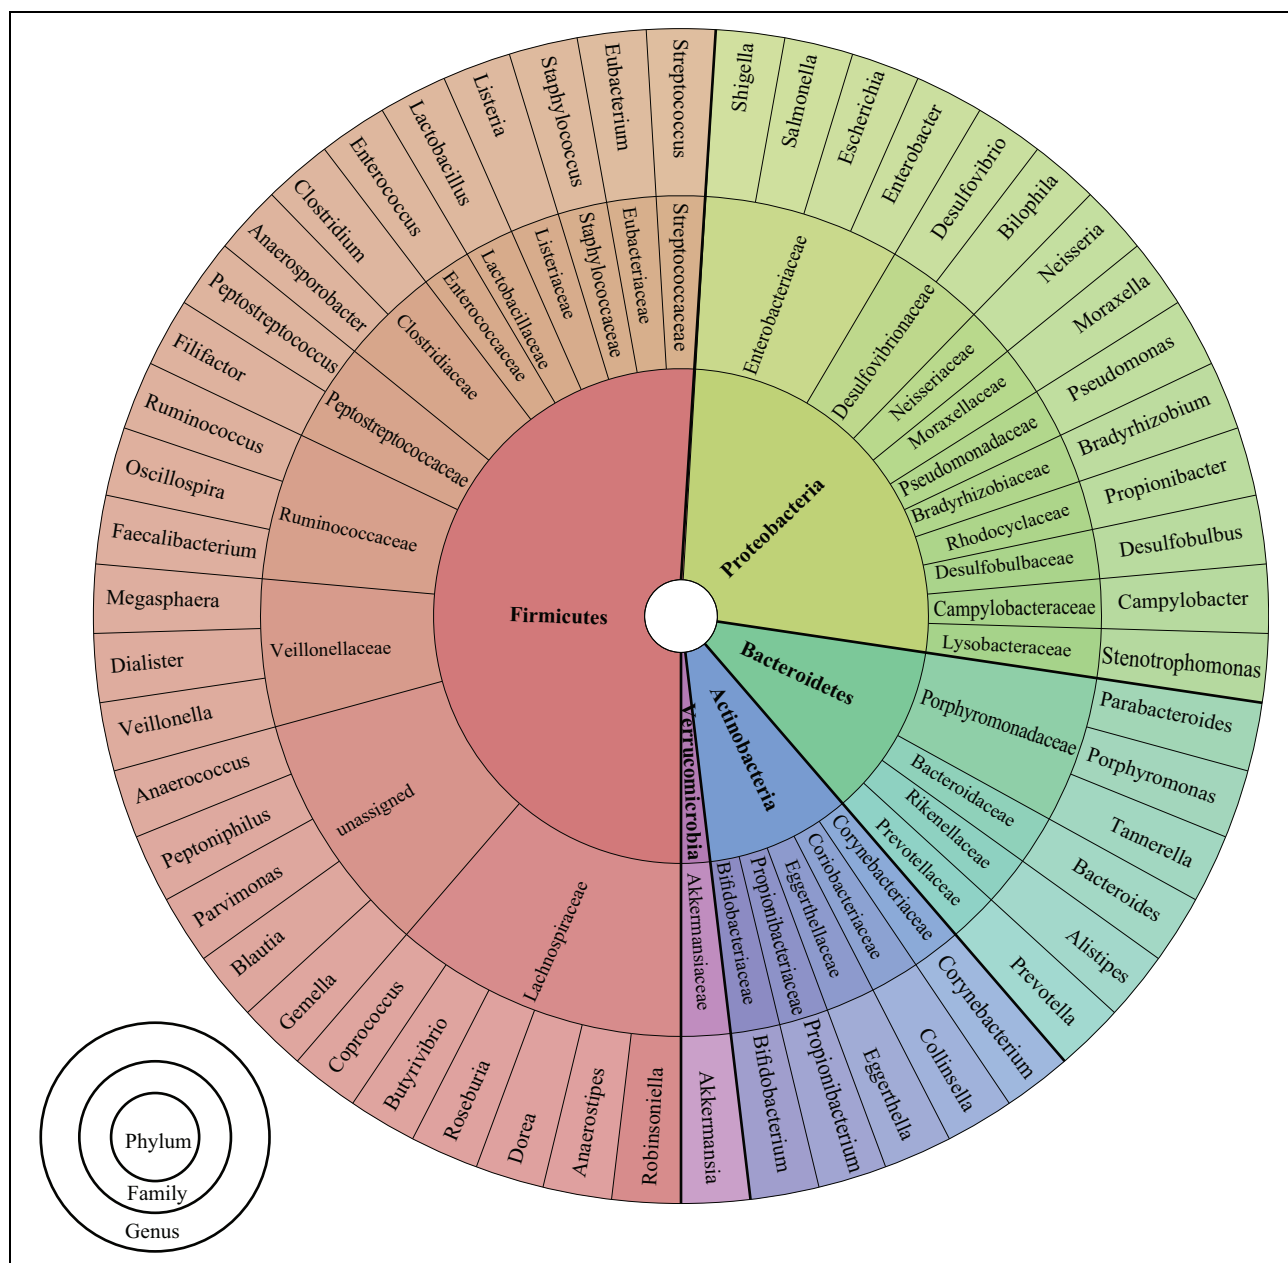 Shigella
Salmonella
Escherichia
Enterobacter
Desulfovibrio
Bilophila
Neisseria
Moraxella
Pseudomonas
Bradyrhizobium
Propionibacter
Desulfobulbus
Campylobacter
Stenotrophomonas
Parabacteroides
Porphyromonas
Tannerella
Bacteroides
Alistipes
Prevotella
Corynebacterium
Collinsella
Eggerthella
Propionibacterium
Bifidobacterium
Akkermansia
Robinsoniella
Anaerostipes
Dorea
Roseburia
Butyrivibrio
Coprococcus
Gemella
Blautia
Parvimonas
Peptoniphilus
Anaerococcus
Veillonella
Dialister
Megasphaera
Faecalibacterium
Oscillospira
Ruminococcus
Filifactor
Peptostreptococcus
Anaerosporobacter
Clostridium
Enterococcus
Lactobacillus
Listeria
Staphylococcus
Eubacterium
Streptococcus
Enterobacteriaceae
Desulfovibrionaceae
Neisseriaceae
Moraxellaceae
Pseudomonadaceae
Bradyrhizobiaceae
Rhodocyclaceae
Desulfobulbaceae
Campylobacteraceae
Lysobacteraceae
Porphyromonadaceae
Bacteroidaceae
Rikenellaceae
Prevotellaceae
Corynebacteriaceae
Coriobacteriaceae
Eggerthellaceae
Propionibacteriaceae
Bifidobacteriaceae
Akkermansiaceae
Lachnospiraceae
unassigned
Veillonellaceae
Ruminococcaceae
Peptostreptococcaceae
Clostridiaceae
Enterococcaceae
Lactobacillaceae
Listeriaceae
Staphylococcaceae
Eubacteriaceae
Streptococcaceae
Proteobacteria
Bacteroidetes
Actinobacteria
Verrucomicrobia
Firmicutes
Phylum
Family
Genus